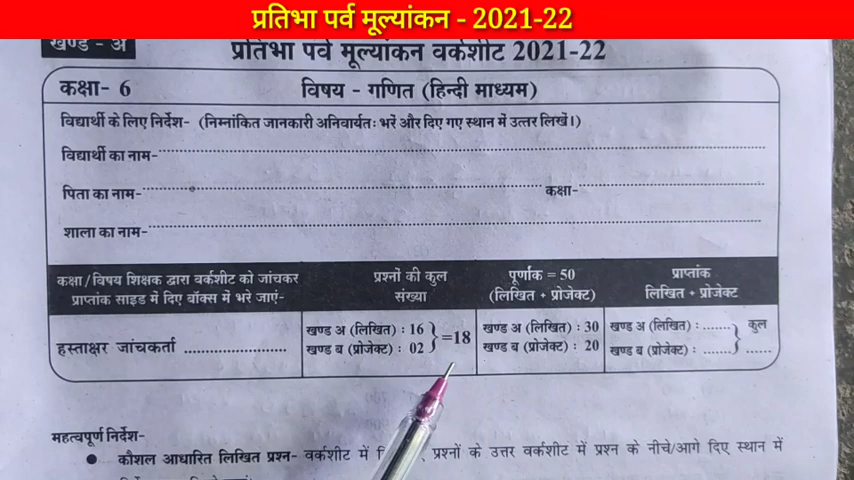 प्रतिभा पर्व मूल्यांकन - 2021-22
खण्ड - अ
प्रतिभा पर्व मूल्यांकन वर्कशीट 2021-22
कक्षा- 6
विषय - गणित (हिन्दी माध्यम)
विद्यार्थी के लिए निर्देश- (निम्नांकित जानकारी अनिवार्यतः भरें और दिए गए स्थान में उत्तर लिखें।)
विद्यार्थी का नाम-
पिता का नाम- कक्षा-
शाला का नाम-
कक्षा/विषय शिक्षक द्वारा वर्कशीट को जांचकर
प्राप्तांक साइड में दिए बॉक्स में भरे जाएं-
प्रश्नों की कुल
संख्या
पूर्णांक = 50
(लिखित + प्रोजेक्ट)
प्राप्तांक
लिखित + प्रोजेक्ट
हस्ताक्षर जांचकर्ता ..............................
खण्ड अ (लिखित) : 16
खण्ड ब (प्रोजेक्ट) : 02
=18
खण्ड अ (लिखित) : 30
खण्ड ब (प्रोजेक्ट) : 20
खण्ड अ (लिखित) : .......
खण्ड ब (प्रोजेक्ट) : .......
कुल
.......
महत्वपूर्ण निर्देश-
● कौशल आधारित लिखित प्रश्न- वर्कशीट में प्रश्नों के उत्तर वर्कशीट में प्रश्न के नीचे/आगे दिए स्थान में